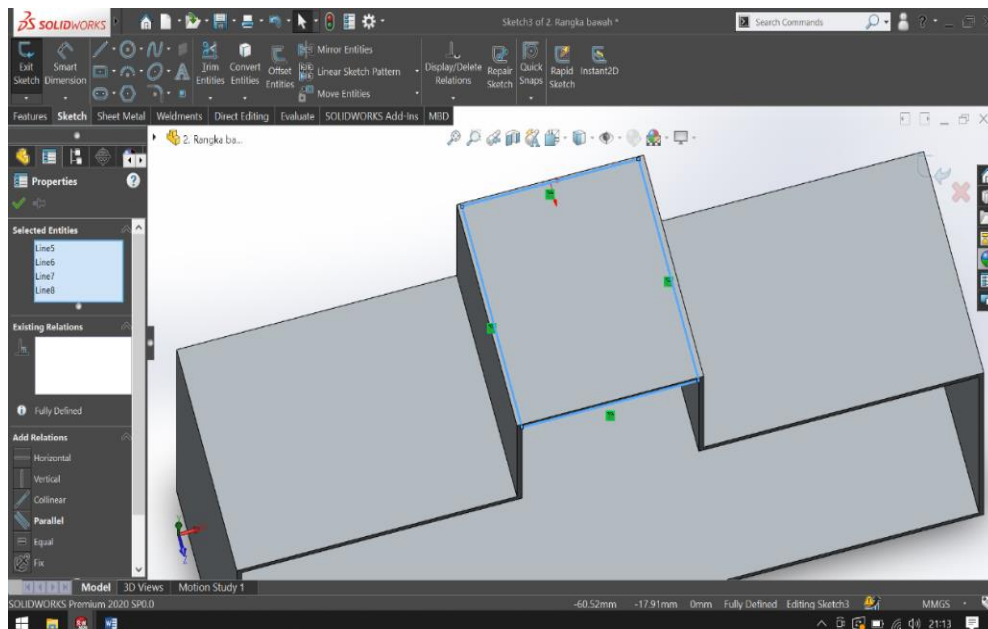 SOLIDWORKS
Sketch3 of 2. Rangka bawah *
Search Commands
Exit Sketch
Smart Dimension
Trim Entities
Convert Entities
Offset Entities
Mirror Entities
Linear Sketch Pattern
Move Entities
Display/Delete Relations
Repair Sketch
Quick Snaps
Rapid Sketch
Instant2D
Features Sketch Sheet Metal Weldments Direct Editing Evaluate SOLIDWORKS Add-Ins MBD
2. Rangka ba...
Properties
Selected Entities
Line5
Line6
Line7
Line8
Existing Relations
Fully Defined
Add Relations
Horizontal
Vertical
Collinear
Parallel
Equal
Fix
Z
Model 3D Views Motion Study 1
SOLIDWORKS Premium 2020 SP0.0
-60.52mm -17.91mm 0mm Fully Defined Editing Sketch3 MMGS
21:13